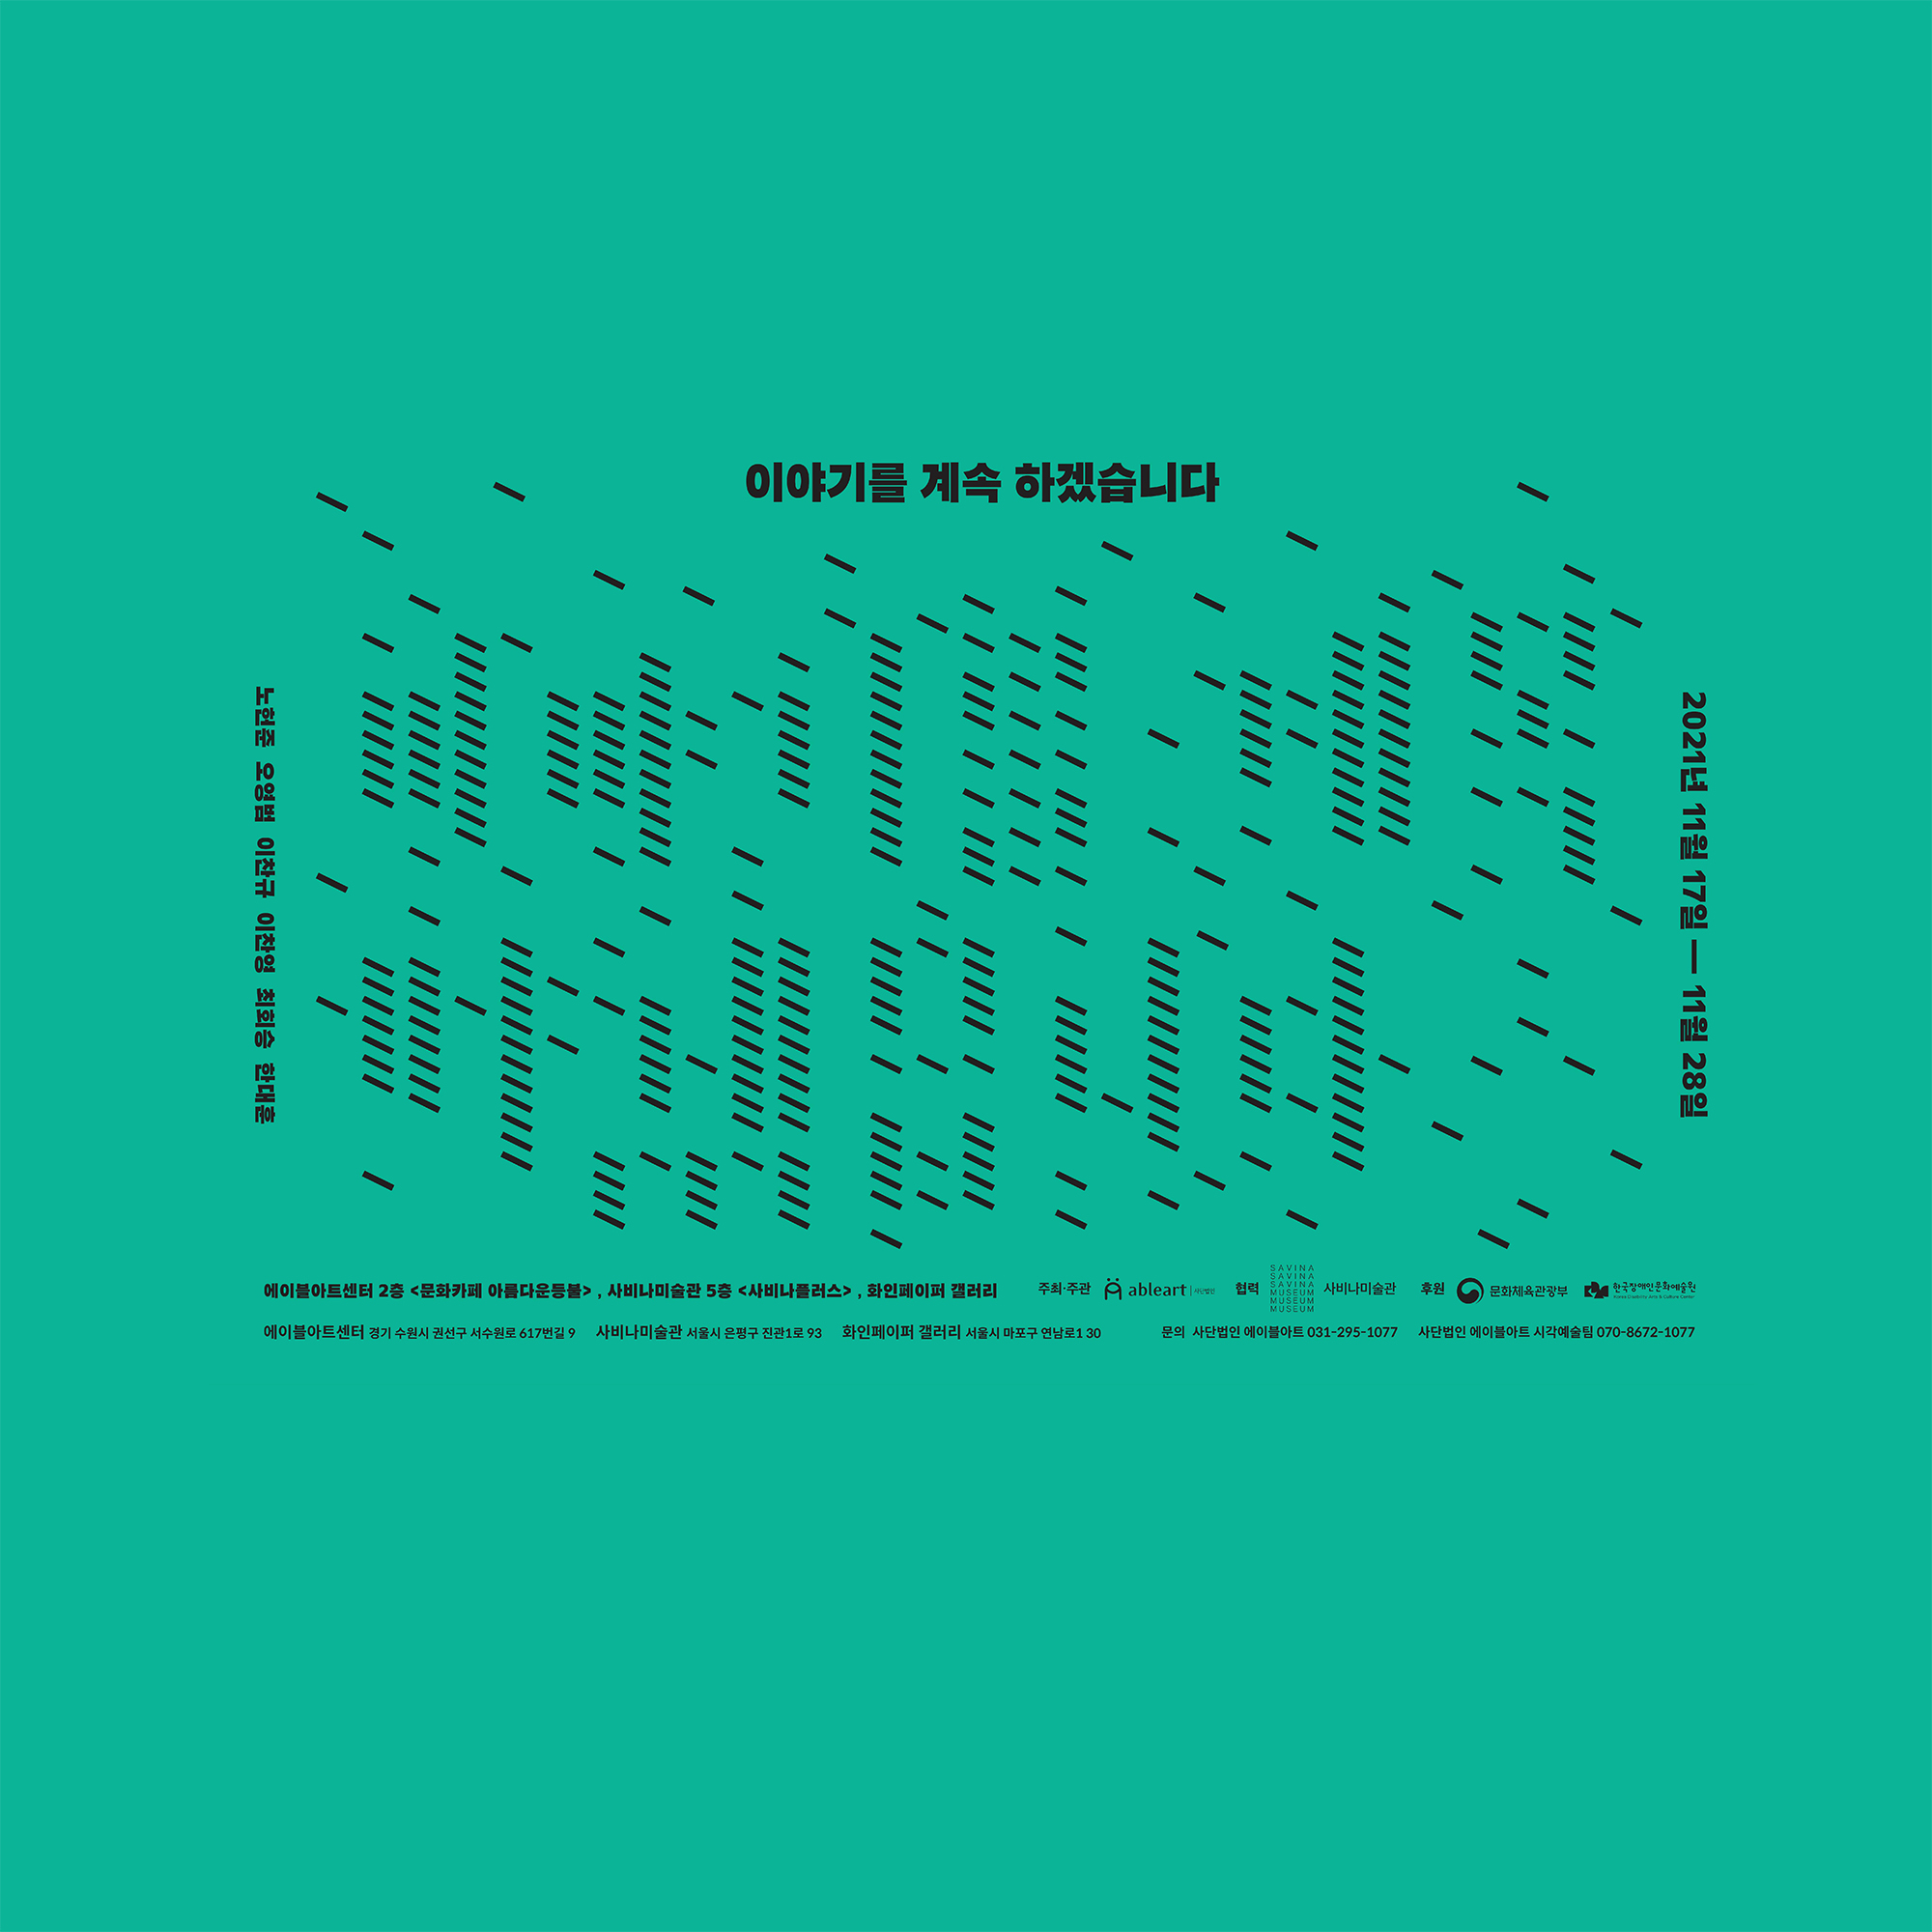 이야기를 계속 하겠습니다
노현준 오영범 이찬규 이찬영 최희승 한대훈
2021년 11월 17일 — 11월 28일
에이블아트센터 2층 <문화카페 아름다운등불> , 사비나미술관 5층 <사비나플러스> , 화인페이퍼 갤러리
주최·주관 ableart 사단법인 협력 SAVINA
SAVINA
SAVINA
MUSEUM
MUSEUM
MUSEUM
사비나미술관 후원 문화체육관광부 한국장애인문화예술원
Korea Disability Arts & Culture Center
에이블아트센터 경기 수원시 권선구 서수원로 617번길 9 사비나미술관 서울시 은평구 진관1로 93 화인페이퍼 갤러리 서울시 마포구 연남로1 30
문의 사단법인 에이블아트 031-295-1077 사단법인 에이블아트 시각예술팀 070-8672-1077